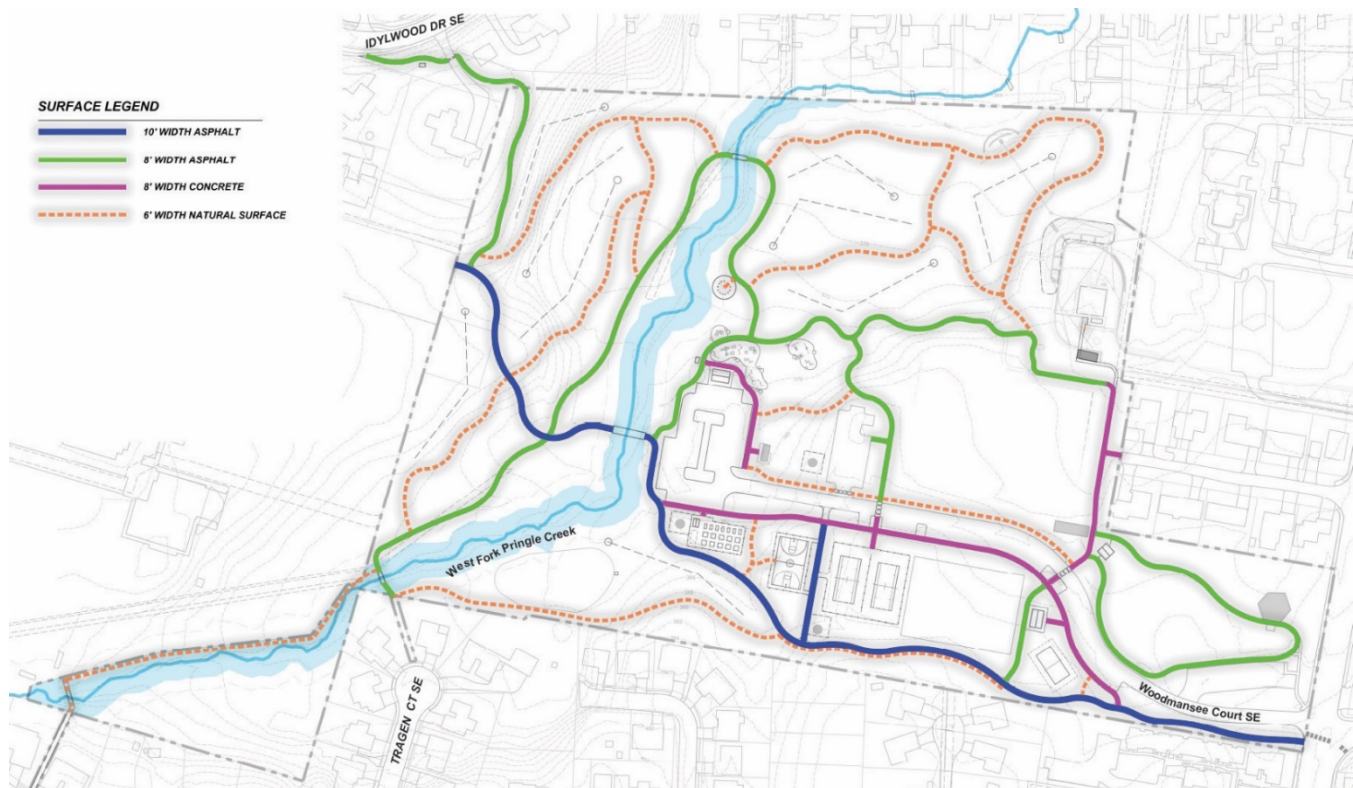 IDYLWOOD DR SE
SURFACE LEGEND
10' WIDTH ASPHALT
8' WIDTH ASPHALT
8' WIDTH CONCRETE
6' WIDTH NATURAL SURFACE
West Fork Pringle Creek
TRAGEN CT SE
Woodmansee Court SE